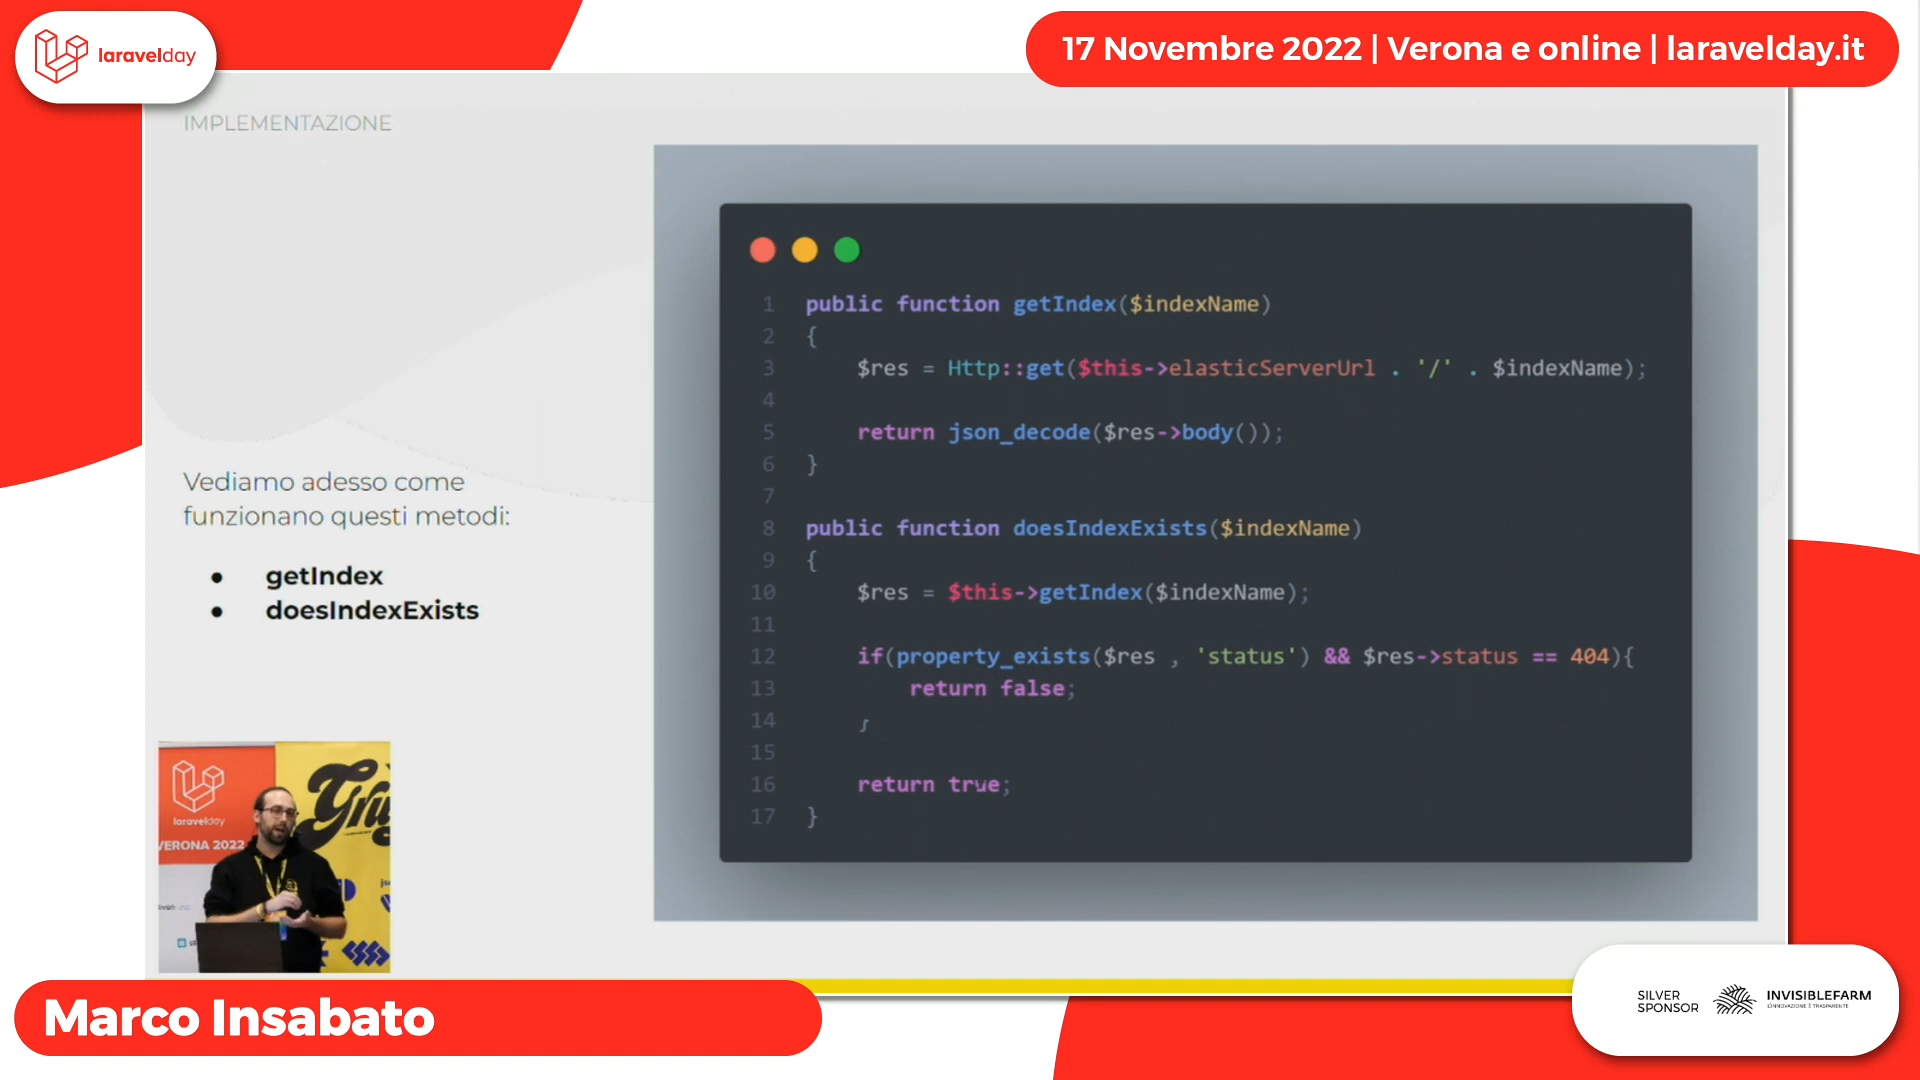 laravelday
17 Novembre 2022 | Verona e online | laravelday.it
IMPLEMENTAZIONE
Vediamo adesso come
funzionano questi metodi:
● getIndex
● doesIndexExists
1 public function getIndex($indexName)
2 {
3 $res = Http::get($this->elasticServerUrl . '/' . $indexName);
4
5 return json_decode($res->body());
6 }
7
8 public function doesIndexExists($indexName)
9 {
10 $res = $this->getIndex($indexName);
11
12 if(property_exists($res , 'status') && $res->status == 404){
13 return false;
14
15
16 return true;
17 }
laravelday
VERONA 2022
Gru
Marco Insabato
SILVER
SPONSOR
INVISIBLEFARM
L'INNOVAZIONE È TRASPARENTE